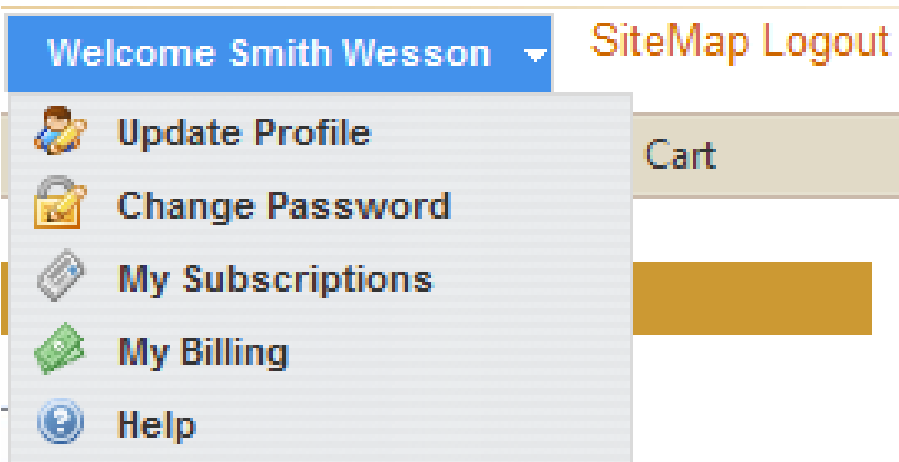 Welcome Smith Wesson SiteMap Logout
Update Profile
Cart
Change Password
My Subscriptions
My Billing
Help